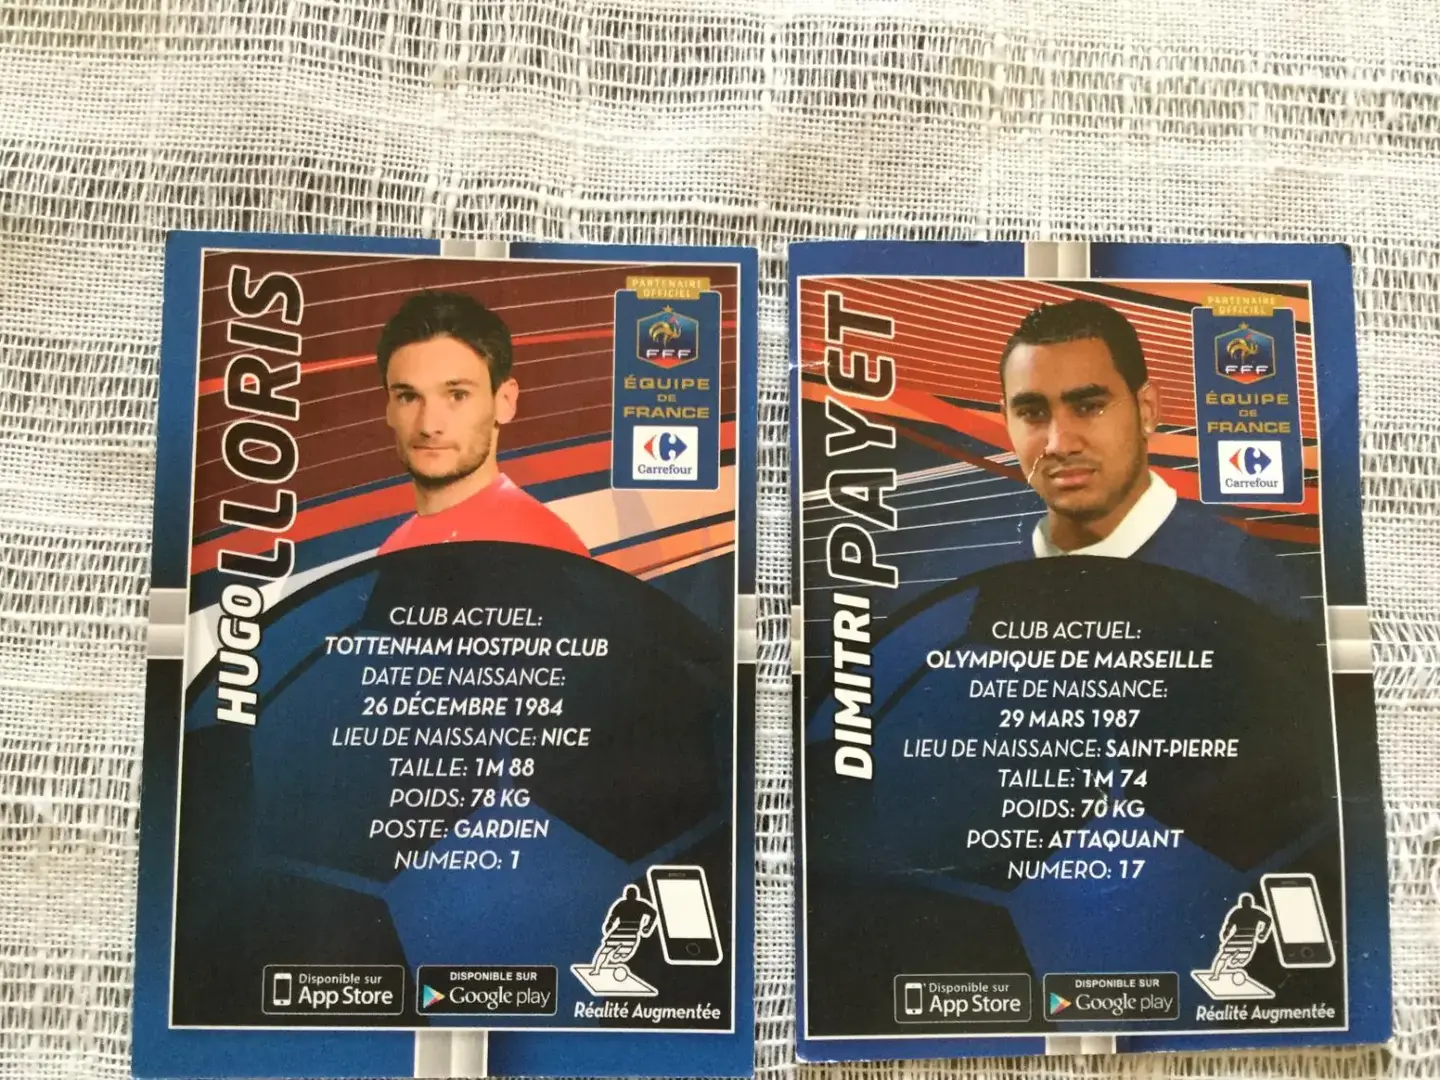 HUGO LLORIS
PARTENAIRE
OFFICIEL
FFF
ÉQUIPE
DE
FRANCE
Carrefour
CLUB ACTUEL:
TOTTENHAM HOSTPUR CLUB
DATE DE NAISSANCE:
26 DÉCEMBRE 1984
LIEU DE NAISSANCE: NICE
TAILLE: 1M 88
POIDS: 78 KG
POSTE: GARDIEN
NUMERO: 1
Disponible sur
App Store
DISPONIBLE SUR
Google play
Réalité Augmentée
DIMITRI PAYET
PARTENAIRE
OFFICIEL
FFF
ÉQUIPE
DE
FRANCE
Carrefour
CLUB ACTUEL:
OLYMPIQUE DE MARSEILLE
DATE DE NAISSANCE:
29 MARS 1987
LIEU DE NAISSANCE: SAINT-PIERRE
TAILLE: 1M 74
POIDS: 70 KG
POSTE: ATTAQUANT
NUMERO: 17
Disponible sur
App Store
DISPONIBLE SUR
Google play
Réalité Augmentée